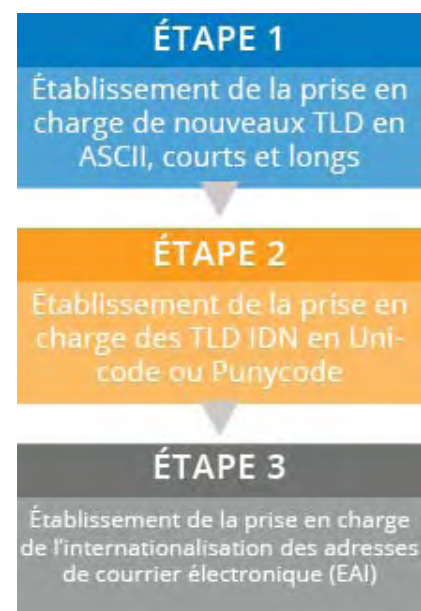 ÉTAPE 1
Établissement de la prise en
charge de nouveaux TLD en
ASCII, courts et longs
ÉTAPE 2
Établissement de la prise en
charge des TLD IDN en Uni-
code ou Punycode
ÉTAPE 3
Établissement de la prise en charge
de l'internationalisation des adresses
de courrier électronique (EAI)